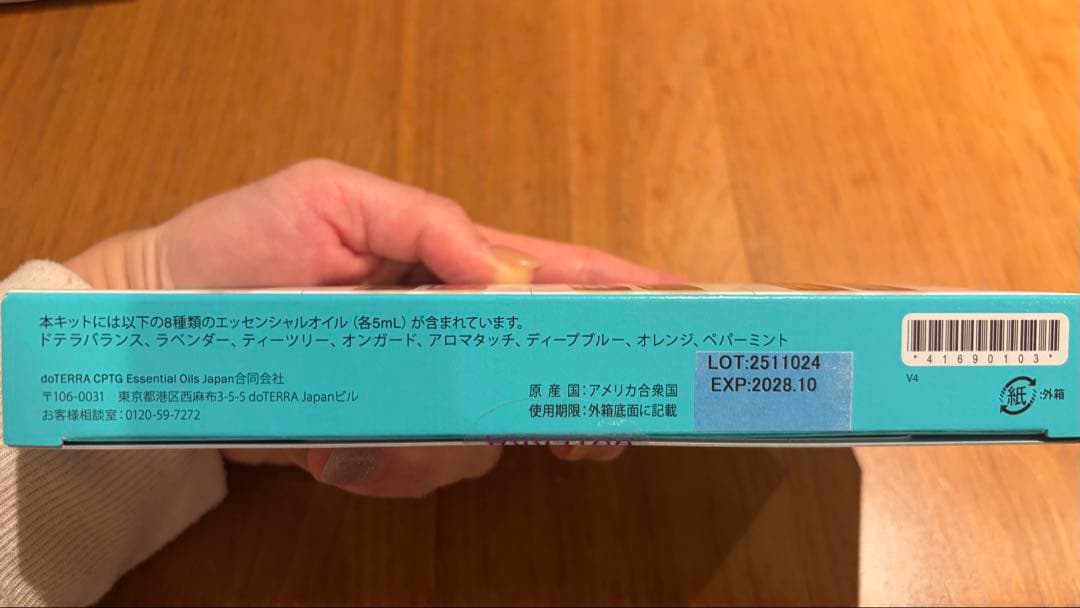 本キットには以下の8種類のエッセンシャルオイル（各5mL）が含まれています。
ドテラバランス、ラベンダー、ティーツリー、オンガード、アロマタッチ、ディープブルー、オレンジ、ペパーミント
doTERRA CPTG Essential Oils Japan合同会社
〒106-0031 東京都港区西麻布3-5-5 doTERRA Japanビル
お客様相談室：0120-59-7272
原産国：アメリカ合衆国
使用期限：外箱底面に記載
LOT:2511024
EXP:2028.10
*41690103*
V4
紙：外箱